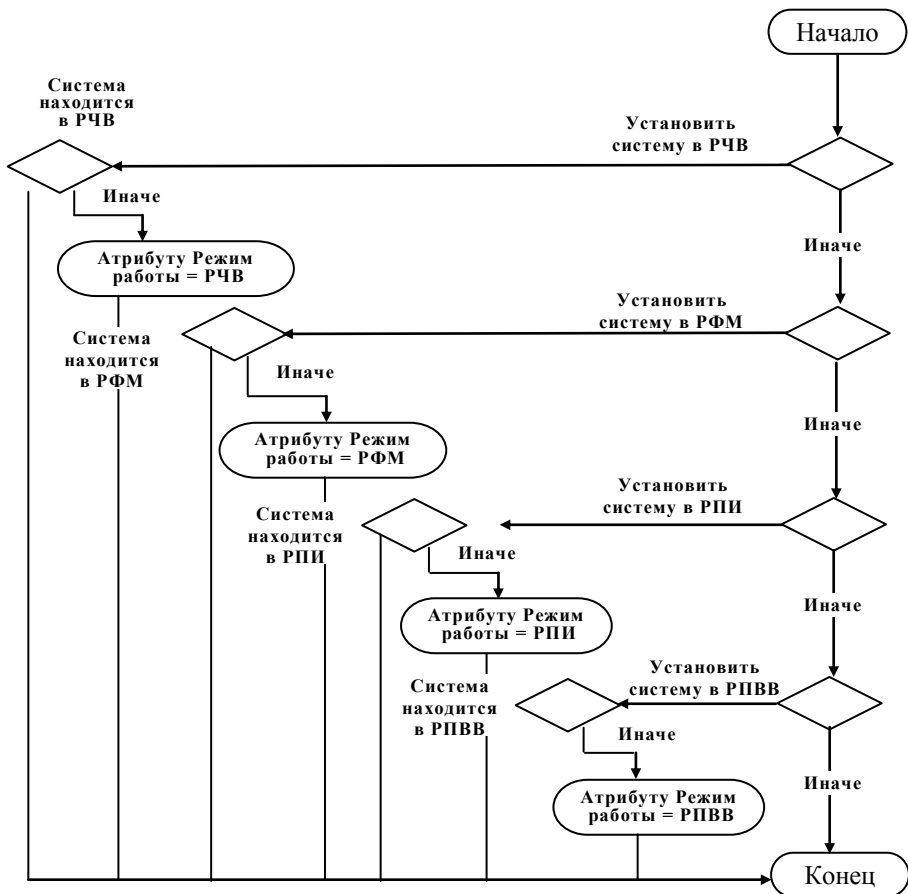 Начало
Система
находится
в РЧВ
Установить
систему в РЧВ
Иначе
Иначе
Атрибуту Режим
работы = РЧВ
Установить
систему в РФМ
Система
находится
в РФМ
Иначе
Атрибуту Режим
работы = РФМ
Иначе
Установить
систему в РПИ
Система
находится
в РПИ
Иначе
Атрибуту Режим
работы = РПИ
Иначе
Установить
систему в РПВВ
Система
находится
в РПВВ
Иначе
Атрибуту Режим
работы = РПВВ
Иначе
Конец